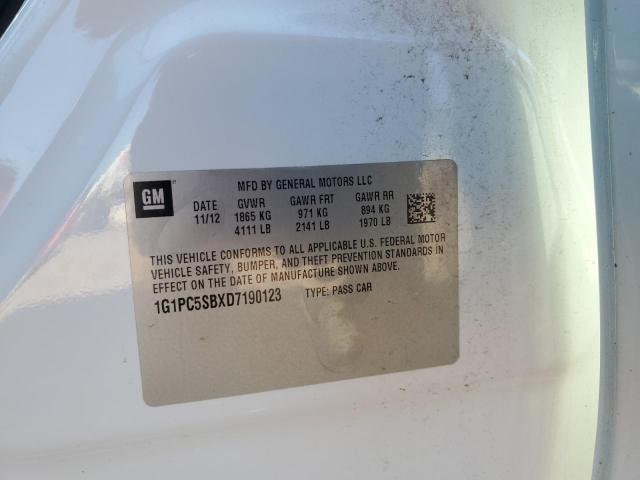 GM
MFD BY GENERAL MOTORS LLC
DATE GVWR GAWR FRT GAWR RR
11/12 1865 KG 971 KG 894 KG
4111 LB 2141 LB 1970 LB
THIS VEHICLE CONFORMS TO ALL APPLICABLE U.S. FEDERAL MOTOR
VEHICLE SAFETY, BUMPER, AND THEFT PREVENTION STANDARDS IN
EFFECT ON THE DATE OF MANUFACTURE SHOWN ABOVE.
1G1PC5SBXD7190123 TYPE: PASS CAR